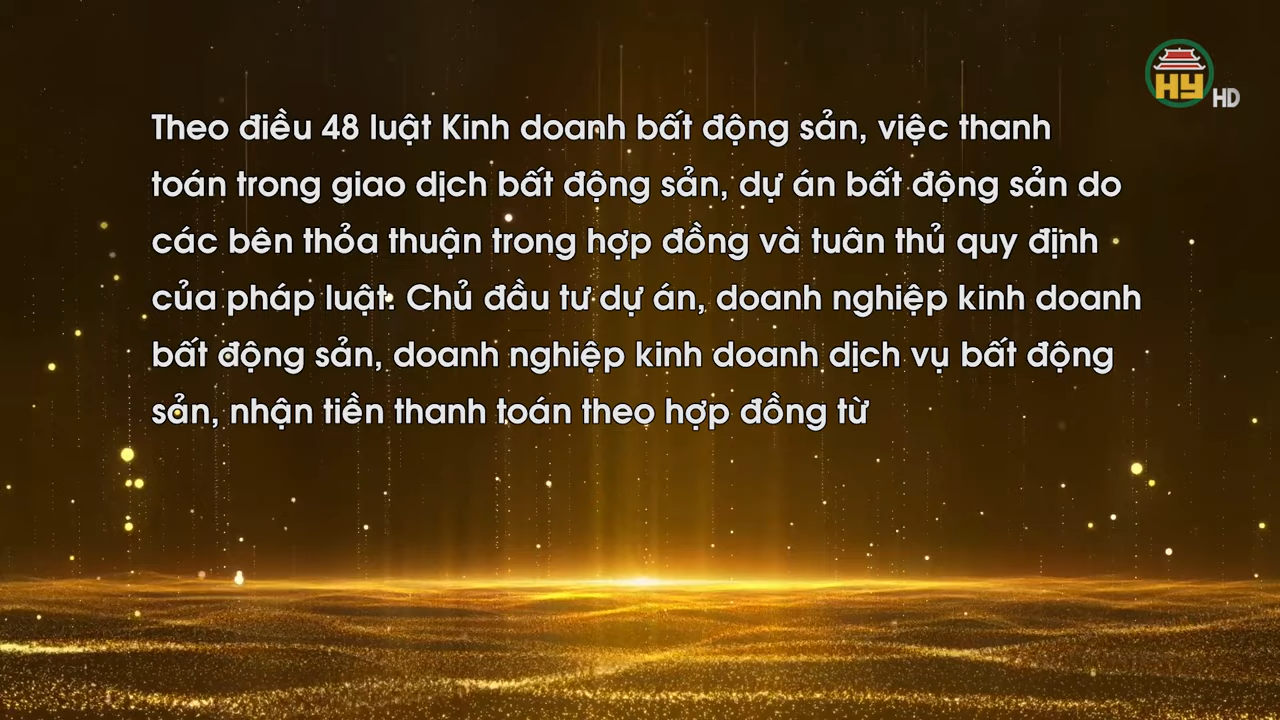 HY HD
Theo điều 48 luật Kinh doanh bất động sản, việc thanh
toán trong giao dịch bất động sản, dự án bất động sản do
các bên thỏa thuận trong hợp đồng và tuân thủ quy định
của pháp luật. Chủ đầu tư dự án, doanh nghiệp kinh doanh
bất động sản, doanh nghiệp kinh doanh dịch vụ bất động
sản, nhận tiền thanh toán theo hợp đồng từ